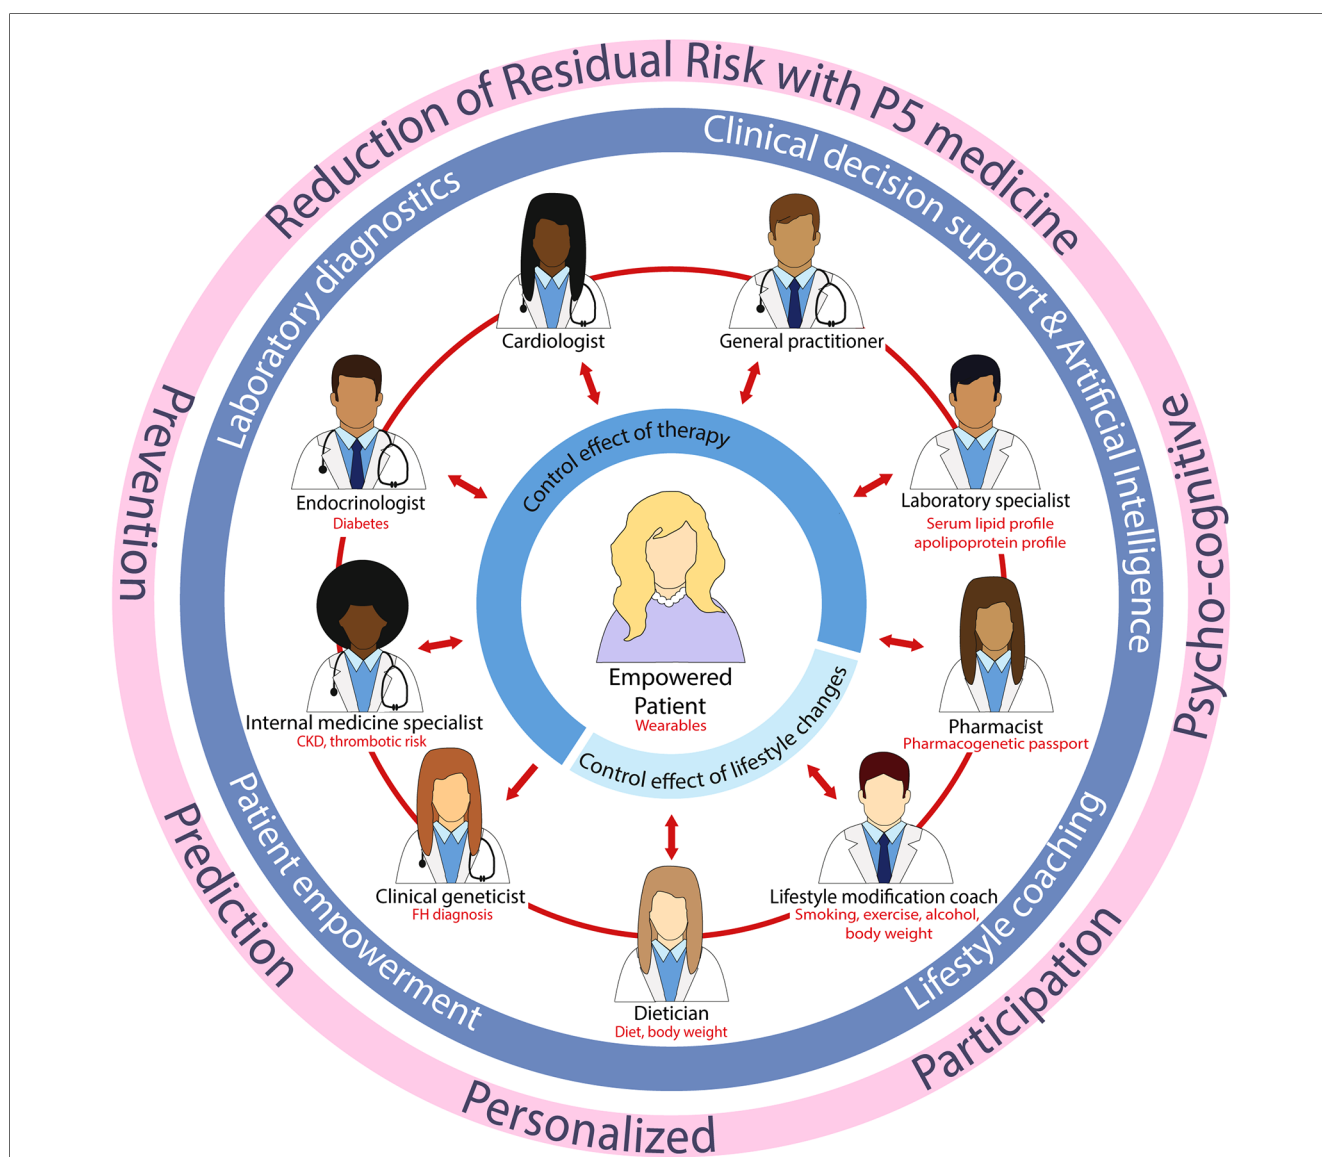 Reduction of Residual Risk with P5 medicine
Clinical decision support & Artificial Intelligence
Laboratory diagnostics
Prevention
Psycho-cognitive
Prediction
Participation
Personalized
Patient empowerment
Lifestyle coaching
Cardiologist
General practitioner
Endocrinologist
Diabetes
Laboratory specialist
Serum lipid profile
apolipoprotein profile
Control effect of therapy
Empowered
Patient
Wearables
Control effect of lifestyle changes
Internal medicine specialist
CKD, thrombotic risk
Pharmacist
Pharmacogenetic passport
Clinical geneticist
FH diagnosis
Lifestyle modification coach
Smoking, exercise, alcohol,
body weight
Dietician
Diet, body weight